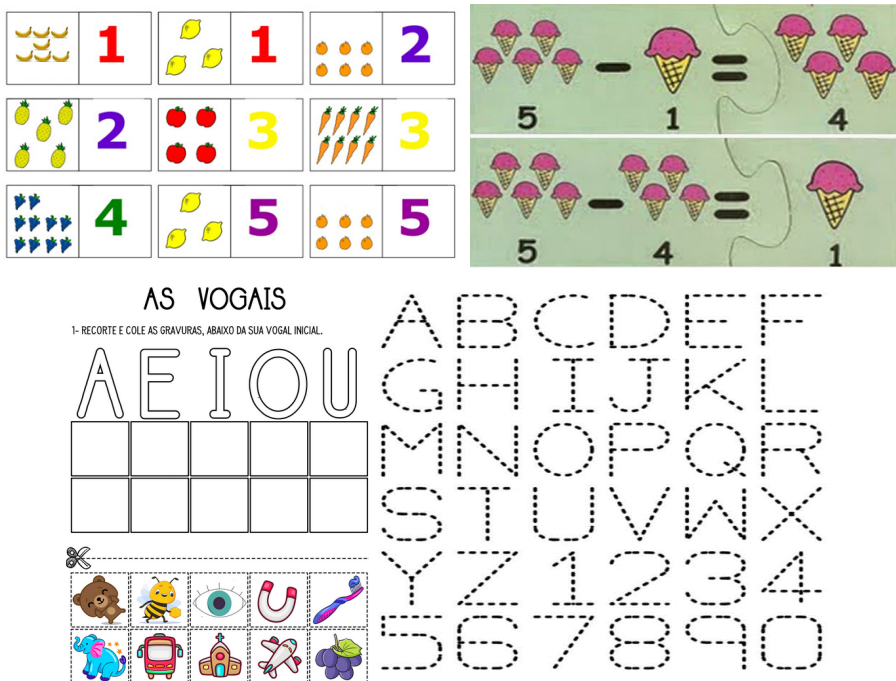 1 1 2
2 3 3
4 5 5
− =
5 1 4
− =
5 4 1
AS VOGAIS
1- RECORTE E COLE AS GRAVURAS, ABAIXO DA SUA VOGAL INICIAL.
A E I O U
A B C D E F
G H I J K L
M N O P Q R
S T U V W X
Y Z 1 2 3 4
5 6 7 8 9 0